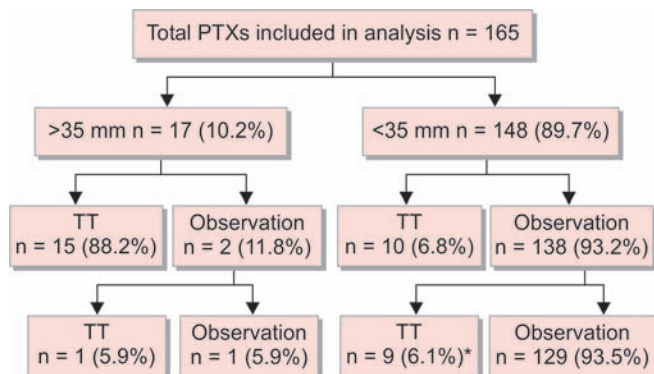 Total PTXs included in analysis n = 165
>35 mm n = 17 (10.2%)
<35 mm n = 148 (89.7%)
TT
n = 15 (88.2%)
Observation
n = 2 (11.8%)
TT
n = 10 (6.8%)
Observation
n = 138 (93.2%)
TT
n = 1 (5.9%)
Observation
n = 1 (5.9%)
TT
n = 9 (6.1%)*
Observation
n = 129 (93.5%)